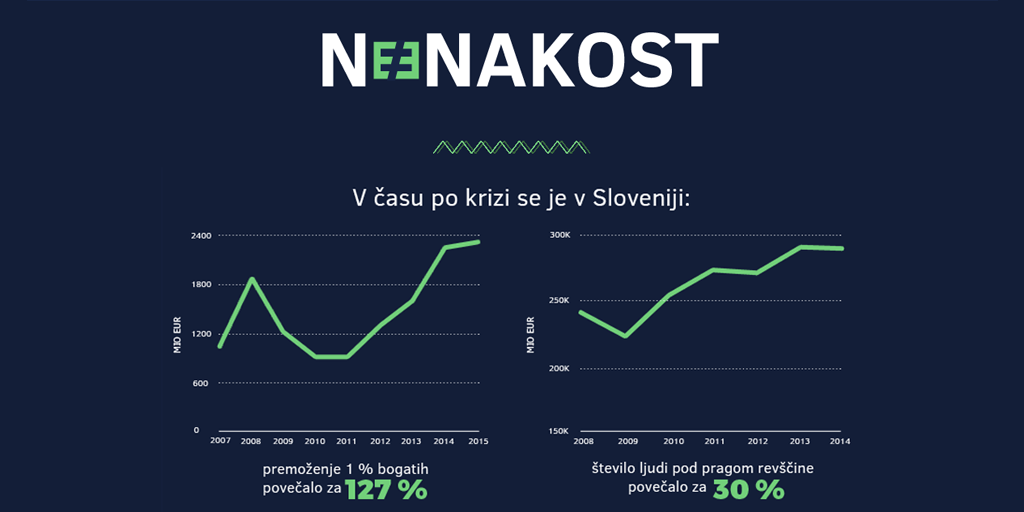 NEENAKOST
V času po krizi se je v Sloveniji:
2400
1800
1200
600
0
MIO EUR
2007 2008 2009 2010 2011 2012 2013 2014 2015
premoženje 1 % bogatih
povečalo za 127 %
300K
250K
200K
150K
MIO EUR
2008 2009 2010 2011 2012 2013 2014
število ljudi pod pragom revščine
povečalo za 30 %